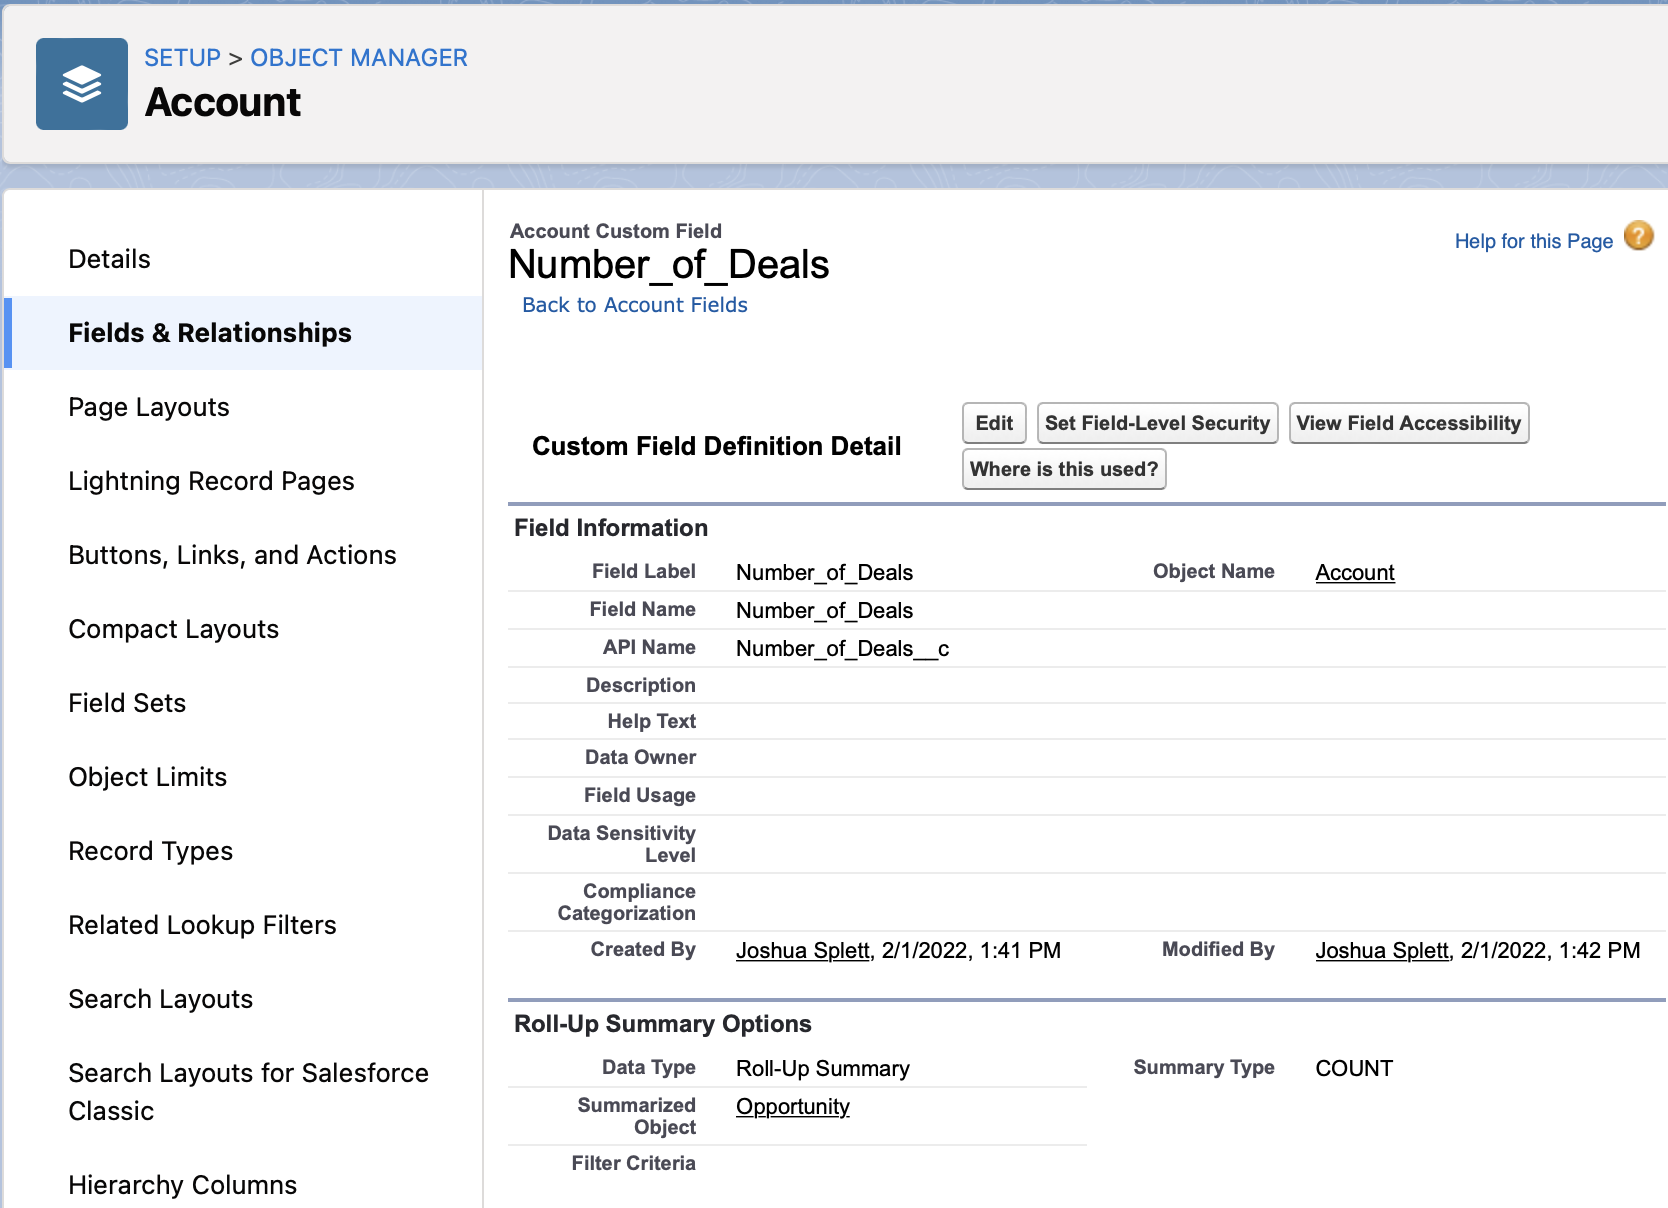 SETUP > OBJECT MANAGER
Account
Details
Fields & Relationships
Page Layouts
Lightning Record Pages
Buttons, Links, and Actions
Compact Layouts
Field Sets
Object Limits
Record Types
Related Lookup Filters
Search Layouts
Search Layouts for Salesforce
Classic
Hierarchy Columns
Account Custom Field
Number_of_Deals
Back to Account Fields
Help for this Page ?
Custom Field Definition Detail
Edit Set Field-Level Security View Field Accessibility
Where is this used?
Field Information
Field Label Number_of_Deals Object Name Account
Field Name Number_of_Deals
API Name Number_of_Deals__c
Description
Help Text
Data Owner
Field Usage
Data Sensitivity
Level
Compliance
Categorization
Created By Joshua Splett, 2/1/2022, 1:41 PM Modified By Joshua Splett, 2/1/2022, 1:42 PM
Roll-Up Summary Options
Data Type Roll-Up Summary Summary Type COUNT
Summarized Opportunity
Object
Filter Criteria